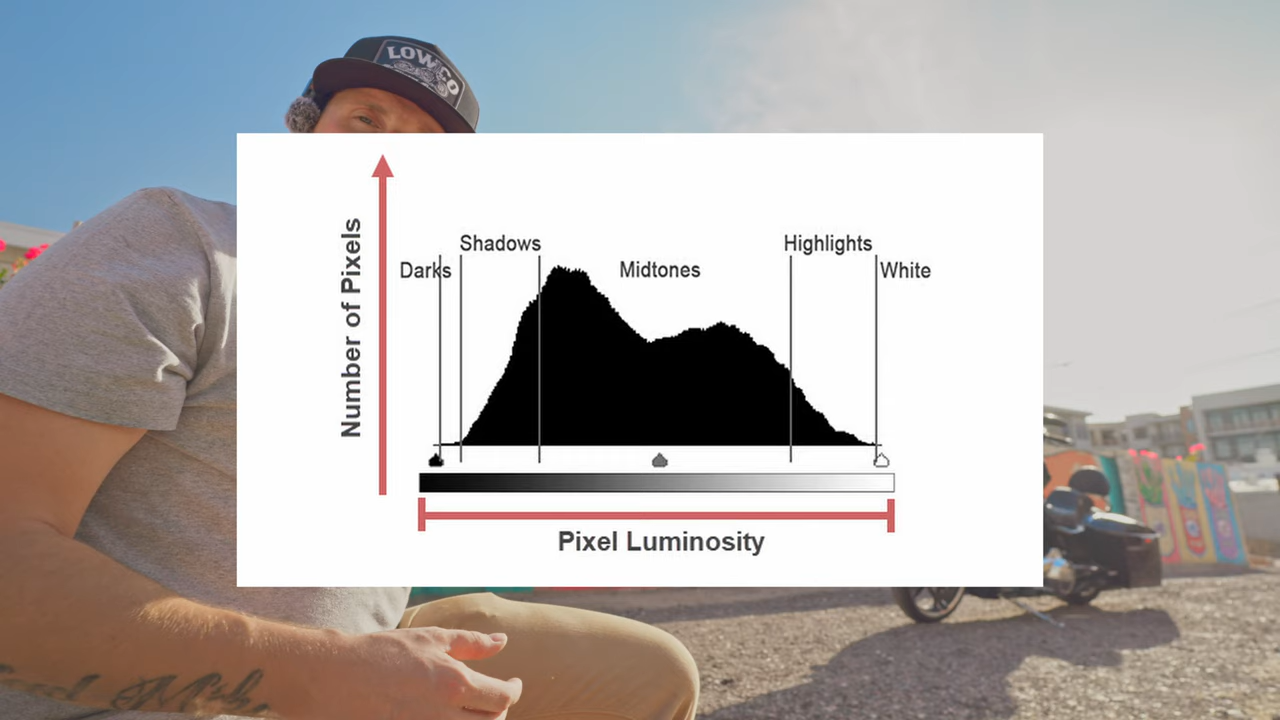 LOWCO
Number of Pixels
Shadows
Highlights
Darks
Midtones
White
Pixel Luminosity